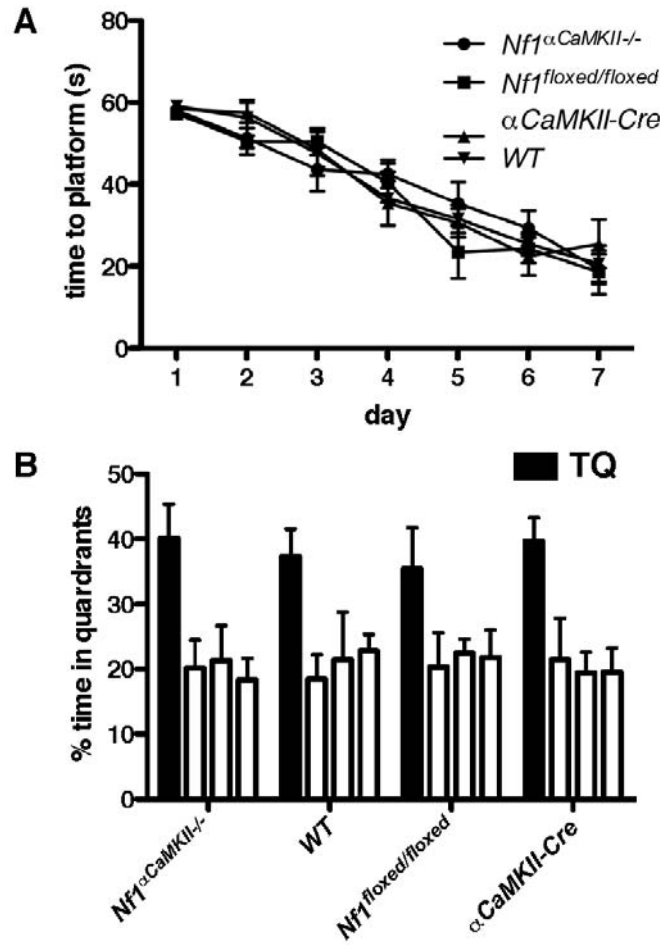 A
80
60
40
20
0
time to platform (s)
Nf1αCaMKII-/-
Nf1floxed/floxed
αCaMKII-Cre
WT
1 2 3 4 5 6 7
day
B
TQ
50
40
30
20
10
0
% time in quardrants
Nf1αCaMKII-/-
WT
Nf1floxed/floxed
αCaMKII-Cre